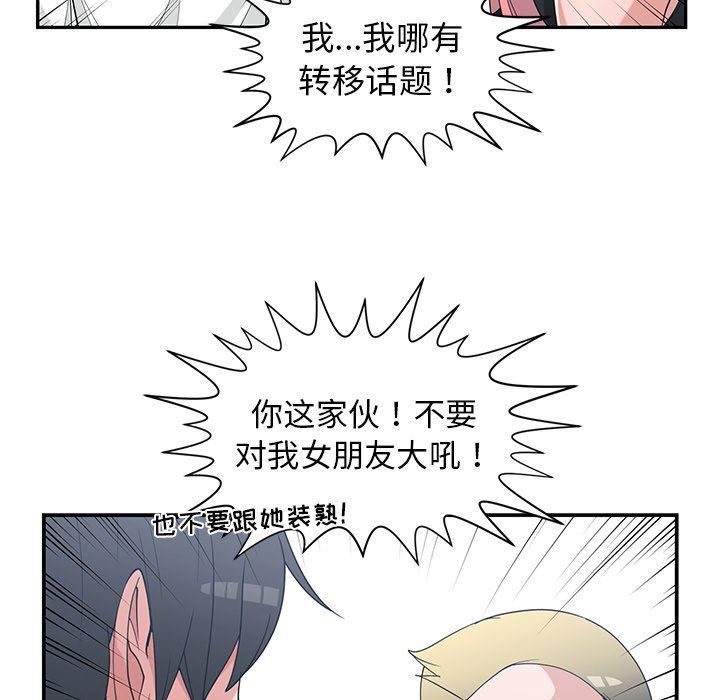 我…我哪有
转移话题！
你这家伙！不要
对我女朋友大吼！
也不要跟她装熟！